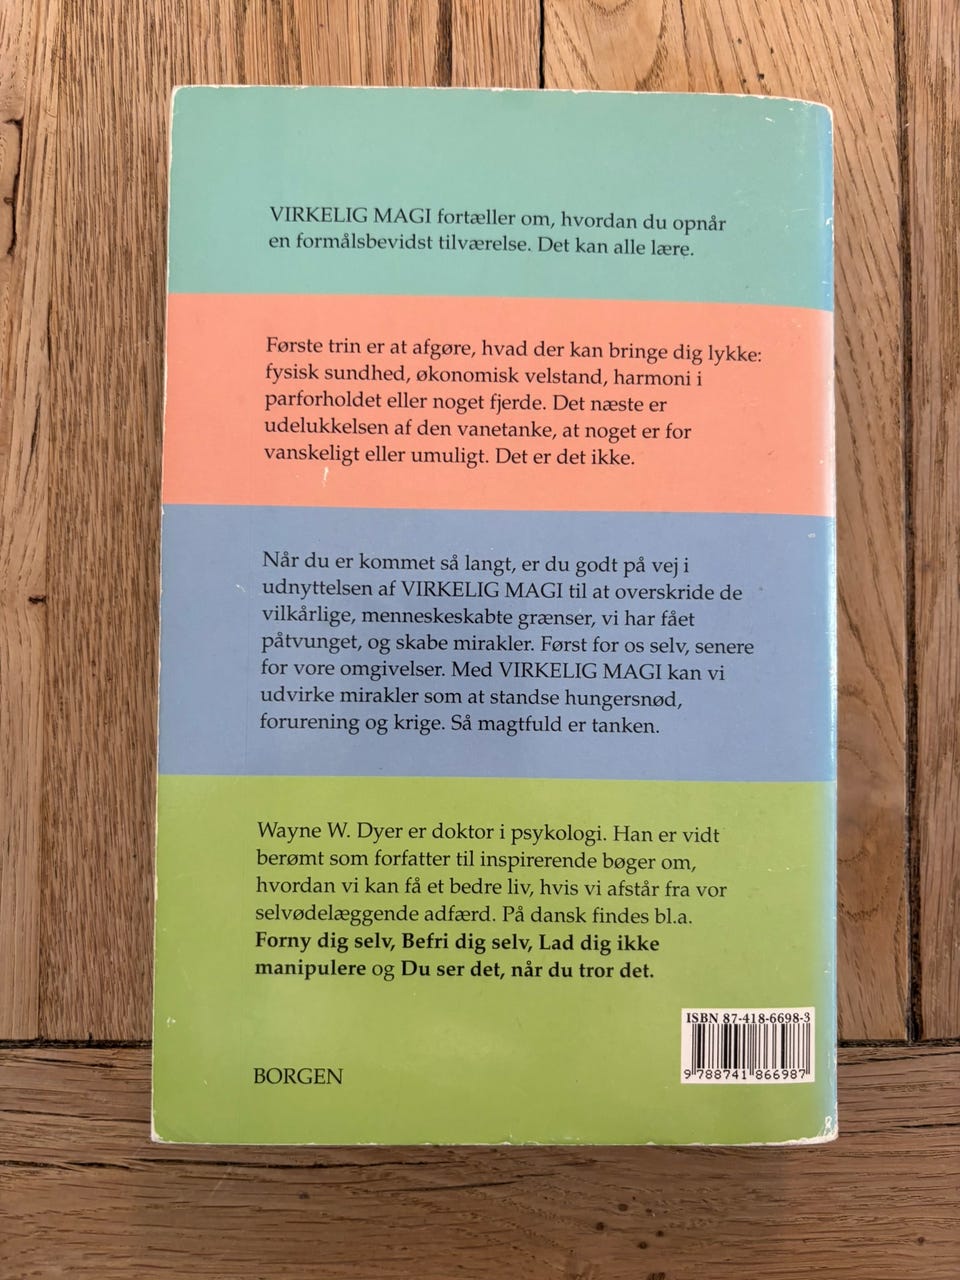 VIRKELIG MAGI fortæller om, hvordan du opnår
en formålsbevidst tilværelse. Det kan alle lære.
Første trin er at afgøre, hvad der kan bringe dig lykke:
fysisk sundhed, økonomisk velstand, harmoni i
parforholdet eller noget fjerde. Det næste er
udelukkelsen af den vanetanke, at noget er for
vanskeligt eller umuligt. Det er det ikke.
Når du er kommet så langt, er du godt på vej i
udnyttelsen af VIRKELIG MAGI til at overskride de
vilkårlige, menneskeskabte grænser, vi har fået
påtvunget, og skabe mirakler. Først for os selv, senere
for vore omgivelser. Med VIRKELIG MAGI kan vi
udvirke mirakler som at standse hungersnød,
forurening og krige. Så magtfuld er tanken.
Wayne W. Dyer er doktor i psykologi. Han er vidt
berømt som forfatter til inspirerende bøger om,
hvordan vi kan få et bedre liv, hvis vi afstår fra vor
selvødelæggende adfærd. På dansk findes bl.a.
Forny dig selv, Befri dig selv, Lad dig ikke
manipulere og Du ser det, når du tror det.
ISBN 87-418-6698-3
9 788741 866987
BORGEN